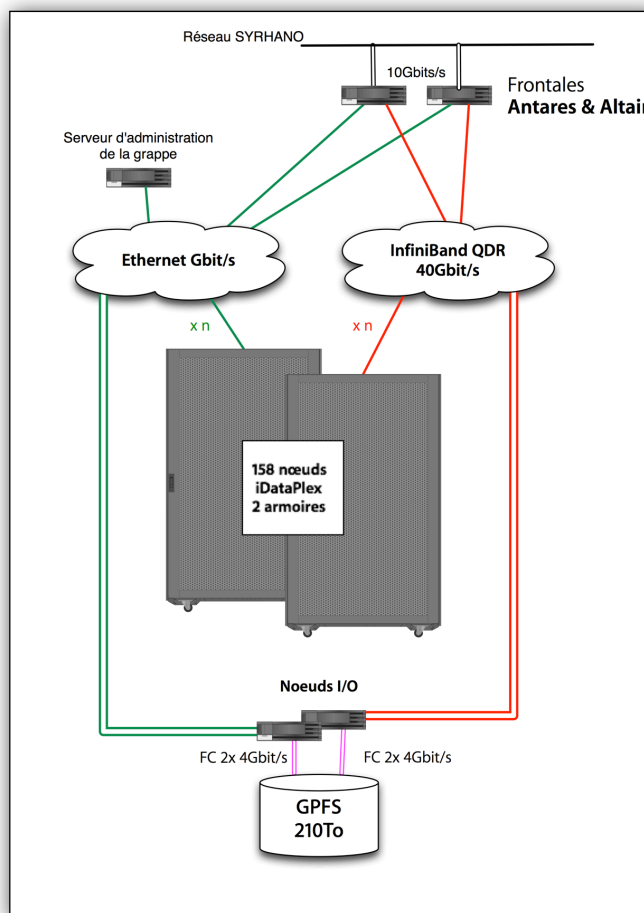 Réseau SYRHANO
10Gbits/s
Frontales
Antares & Altair
Serveur d'administration
de la grappe
Ethernet Gbit/s
InfiniBand QDR
40Gbit/s
x n
x n
158 nœuds
iDataPlex
2 armoires
Noeuds I/O
FC 2x 4Gbit/s
FC 2x 4Gbit/s
GPFS
210To